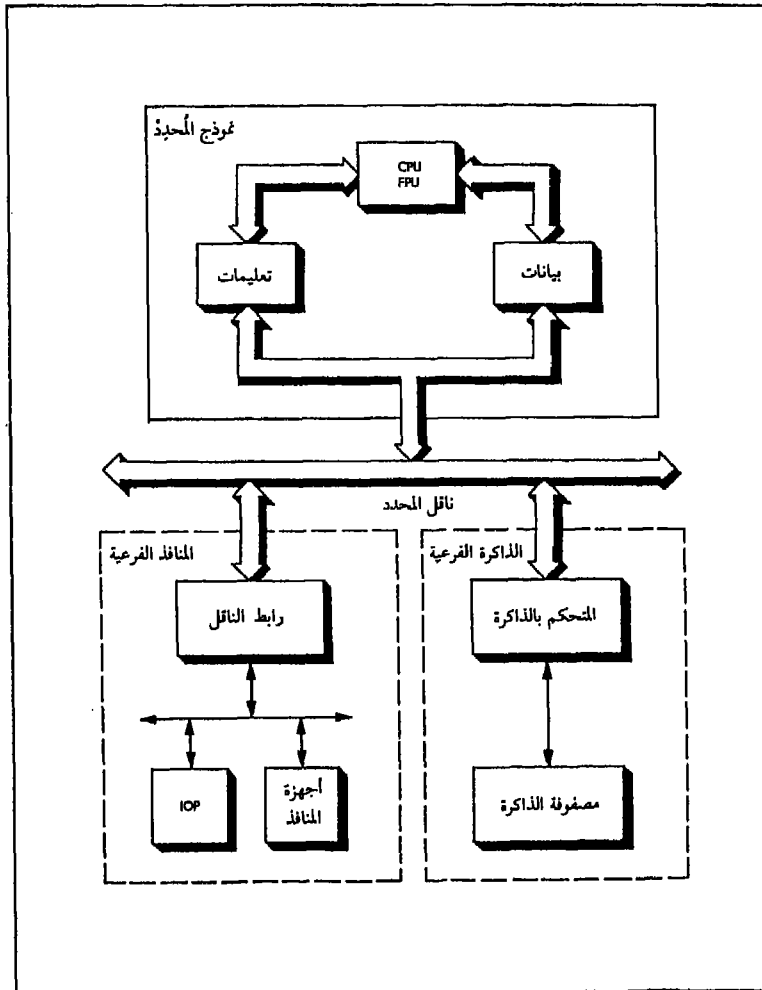 نموذج المُحدِدْ
CPU
FPU
تعليمات
بيانات
ناقل المحدد
الذاكرة الفرعية
المنافذ الفرعية
المتحكم بالذاكرة
رابط الناقل
مصفوفة الذاكرة
أجهزة
المنافذ
IOP